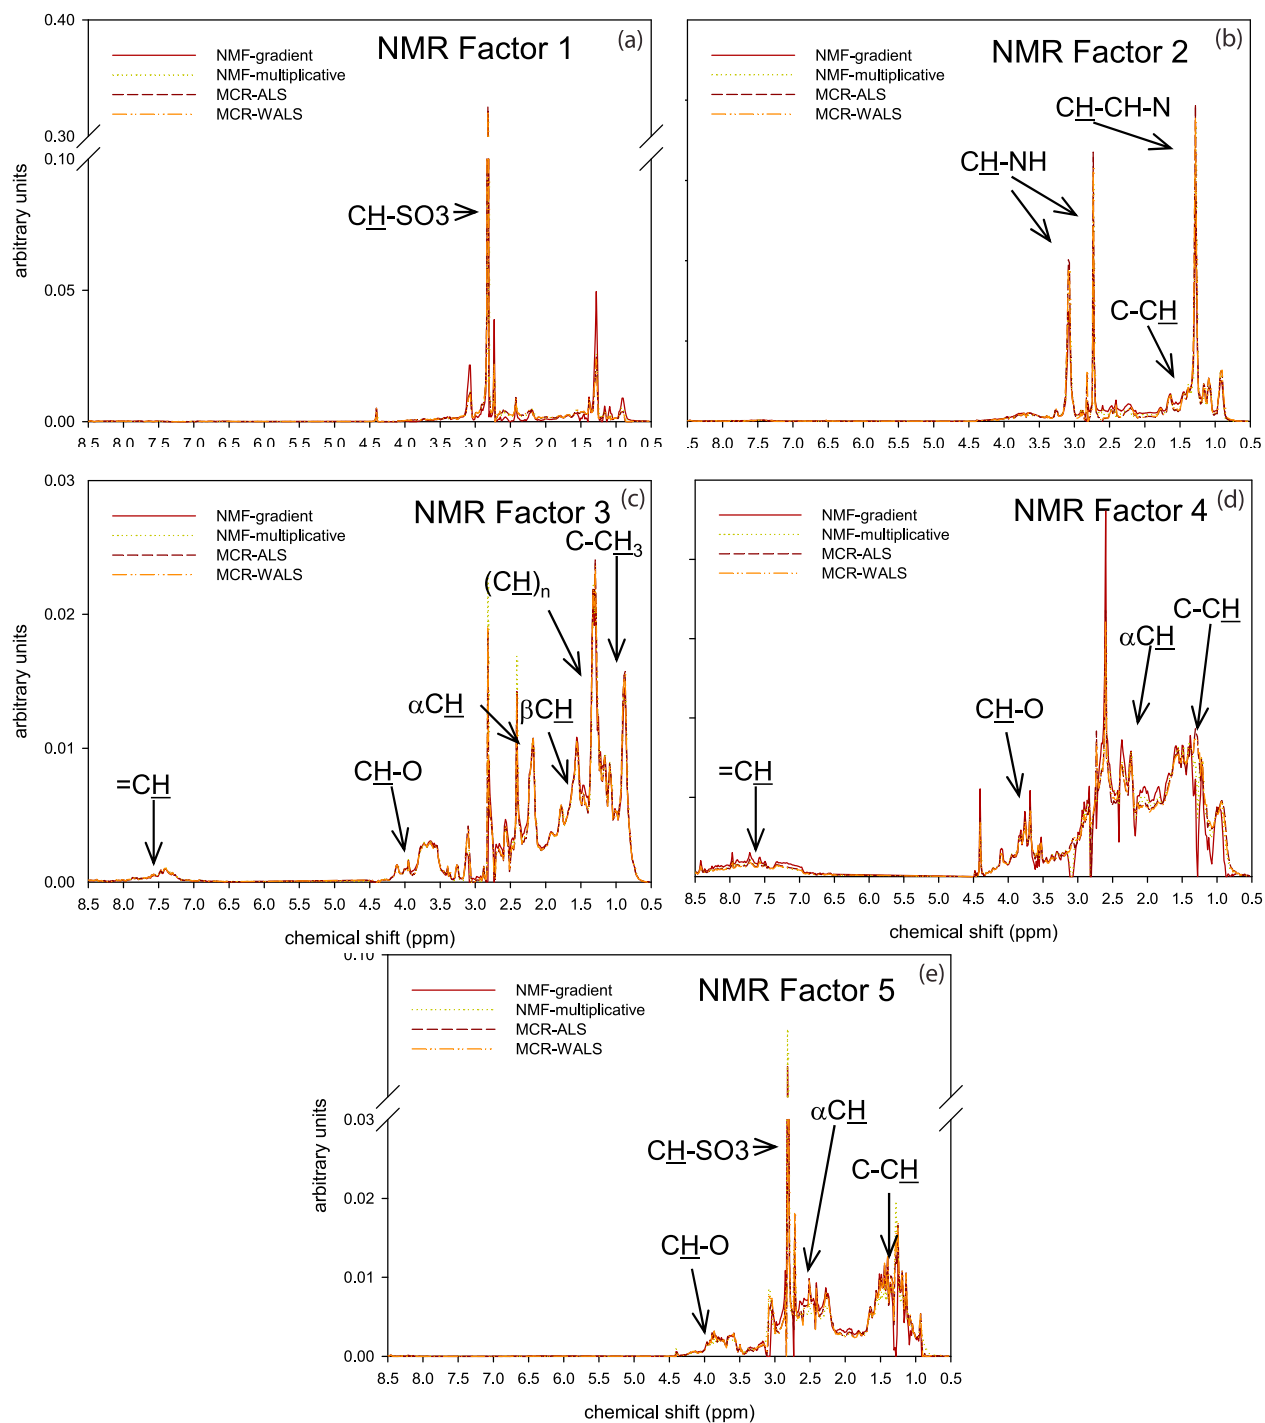 NMR Factor 1
(a)
NMF-gradient
NMF-multiplicative
MCR-ALS
MCR-WALS
CH-SO3
arbitrary units
0.40
0.30
0.10
0.05
0.00
8.5 8.0 7.5 7.0 6.5 6.0 5.5 5.0 4.5 4.0 3.5 3.0 2.5 2.0 1.5 1.0 0.5
NMR Factor 2
(b)
NMF-gradient
NMF-multiplicative
MCR-ALS
MCR-WALS
CH-CH-N
CH-NH
C-CH
.5 8.0 7.5 7.0 6.5 6.0 5.5 5.0 4.5 4.0 3.5 3.0 2.5 2.0 1.5 1.0 0.5
NMR Factor 3
(c)
NMF-gradient
NMF-multiplicative
MCR-ALS
MCR-WALS
C-CH3
(CH)n
αCH
βCH
CH-O
=CH
arbitrary units
0.03
0.02
0.01
0.00
8.5 8.0 7.5 7.0 6.5 6.0 5.5 5.0 4.5 4.0 3.5 3.0 2.5 2.0 1.5 1.0 0.5
chemical shift (ppm)
NMR Factor 4
(d)
NMF-gradient
NMF-multiplicative
MCR-ALS
MCR-WALS
C-CH
αCH
CH-O
=CH
8.5 8.0 7.5 7.0 6.5 6.0 5.5 5.0 4.5 4.0 3.5 3.0 2.5 2.0 1.5 1.0 0.5
chemical shift (ppm)
NMR Factor 5
(e)
NMF-gradient
NMF-multiplicative
MCR-ALS
MCR-WALS
αCH
CH-SO3
C-CH
CH-O
arbitrary units
0.10
0.03
0.02
0.01
0.00
8.5 8.0 7.5 7.0 6.5 6.0 5.5 5.0 4.5 4.0 3.5 3.0 2.5 2.0 1.5 1.0 0.5
chemical shift (ppm)